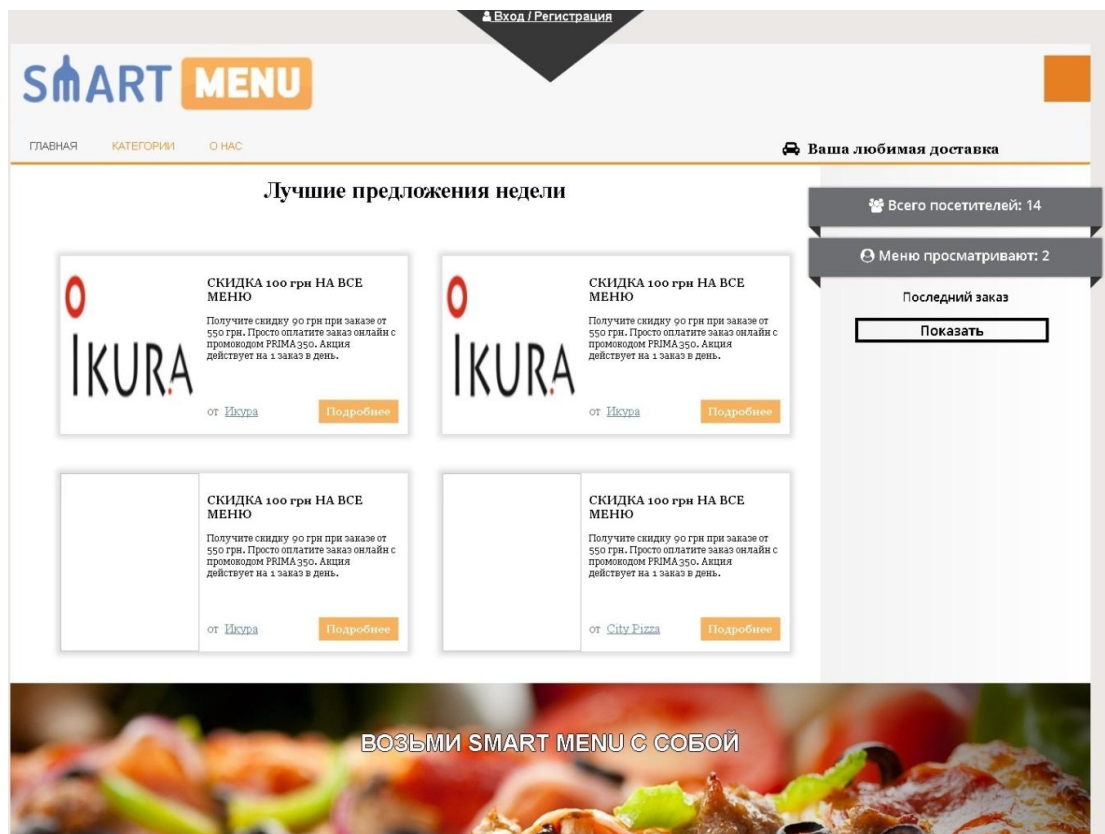 Вход / Регистрация
SMART MENU
ГЛАВНАЯ КАТЕГОРИИ О НАС
Ваша любимая доставка
Лучшие предложения недели
IKURA
СКИДКА 100 грн НА ВСЕ
МЕНЮ
Получите скидку 90 грн при заказе от
550 грн. Просто оплатите заказ онлайн с
промокодом PRIMA350. Акция
действует на 1 заказ в день.
от Икура
Подробнее
IKURA
СКИДКА 100 грн НА ВСЕ
МЕНЮ
Получите скидку 90 грн при заказе от
550 грн. Просто оплатите заказ онлайн с
промокодом PRIMA350. Акция
действует на 1 заказ в день.
от Икура
Подробнее
СКИДКА 100 грн НА ВСЕ
МЕНЮ
Получите скидку 90 грн при заказе от
550 грн. Просто оплатите заказ онлайн с
промокодом PRIMA350. Акция
действует на 1 заказ в день.
от Икура
Подробнее
СКИДКА 100 грн НА ВСЕ
МЕНЮ
Получите скидку 90 грн при заказе от
550 грн. Просто оплатите заказ онлайн с
промокодом PRIMA350. Акция
действует на 1 заказ в день.
от City Pizza
Подробнее
Всего посетителей: 14
Меню просматривают: 2
Последний заказ
Показать
ВОЗЬМИ SMART MENU С СОБОЙ